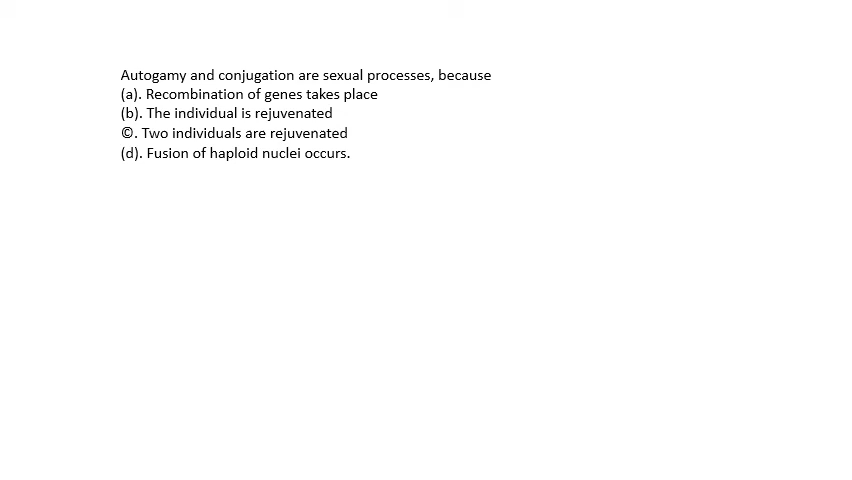 Autogamy and conjugation are sexual processes, because
(a). Recombination of genes takes place
(b). The individual is rejuvenated
©. Two individuals are rejuvenated
(d). Fusion of haploid nuclei occurs.